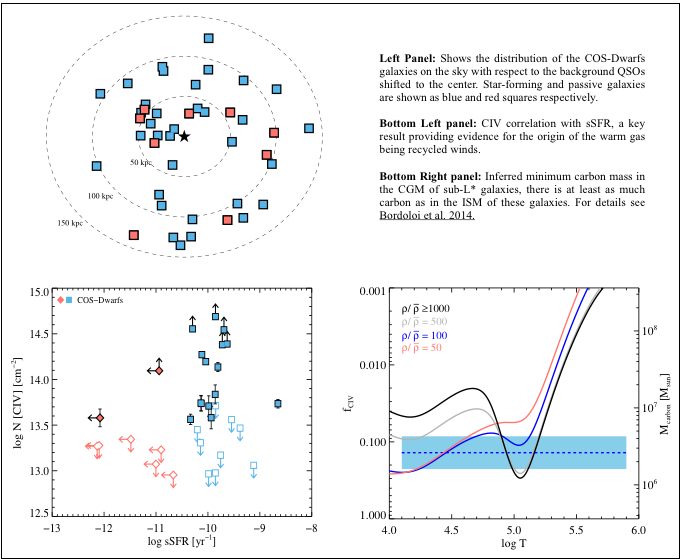 Left Panel: Shows the distribution of the COS-Dwarfs
galaxies on the sky with respect to the background QSOs
shifted to the center. Star-forming and passive galaxies
are shown as blue and red squares respectively.
Bottom Left panel: CIV correlation with sSFR, a key
result providing evidence for the origin of the warm gas
being recycled winds.
Bottom Right panel: Inferred minimum carbon mass in
the CGM of sub-L* galaxies, there is at least as much
carbon as in the ISM of these galaxies. For details see
Bordoloi et al. 2014.
50 kpc
100 kpc
150 kpc
COS-Dwarfs
15.0
14.5
14.0
13.5
13.0
12.5
log N [CIV] [cm⁻²]
-13 -12 -11 -10 -9 -8
log sSFR [yr⁻¹]
ρ/ρ̅ ≥1000
ρ/ρ̅ = 500
ρ/ρ̅ = 100
ρ/ρ̅ = 50
0.001
0.010
0.100
1.000
f_CIV
10⁸
10⁷
10⁶
M_carbon [M_sun]
4.0 4.5 5.0 5.5 6.0
log T